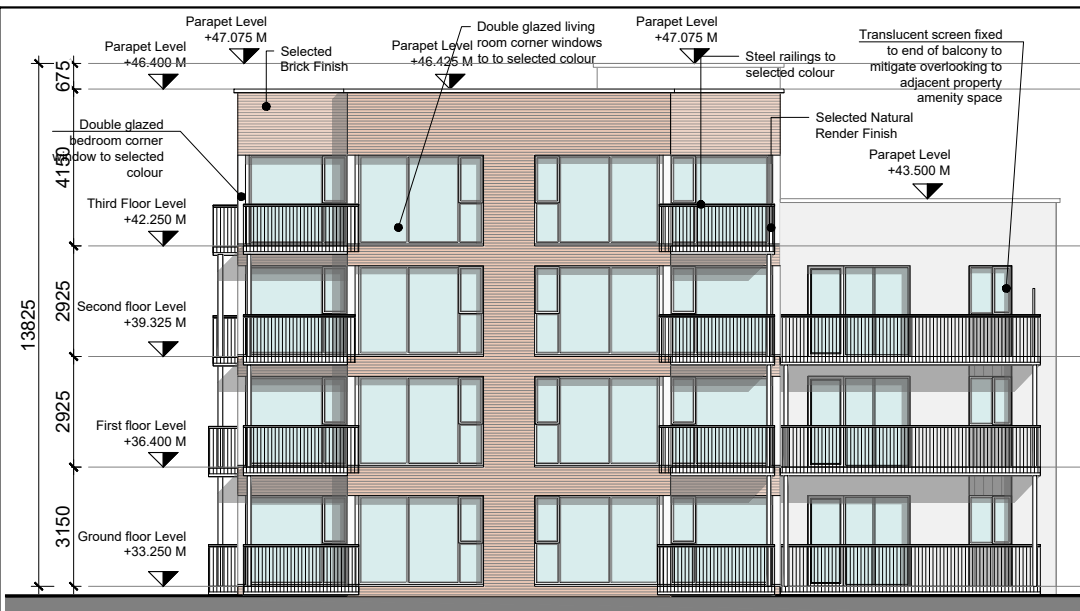 Parapet Level
+47.075 M
Parapet Level
+46.400 M
Selected
Brick Finish
Parapet Level
+46.425 M
Double glazed living
room corner windows
to to selected colour
Parapet Level
+47.075 M
Steel railings to
selected colour
Translucent screen fixed
to end of balcony to
mitigate overlooking to
adjacent property
amenity space
Double glazed
bedroom corner
window to selected
colour
Selected Natural
Render Finish
Parapet Level
+43.500 M
Third Floor Level
+42.250 M
Second floor Level
+39.325 M
First floor Level
+36.400 M
Ground floor Level
+33.250 M
675
4150
2925
2925
3150
13825